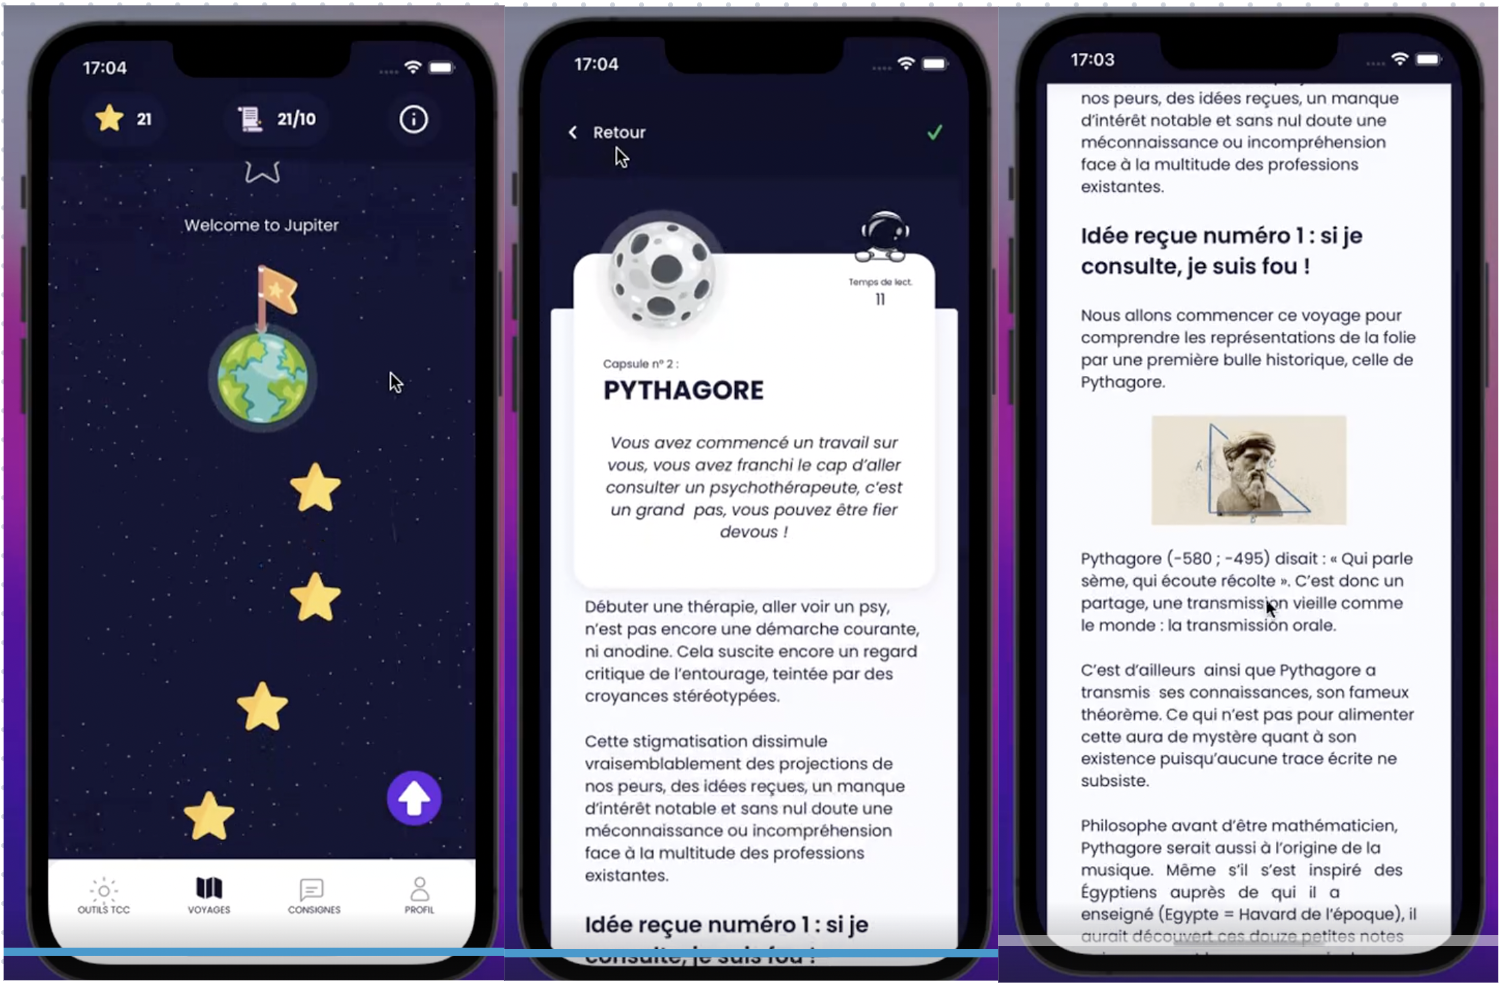 17:04
21
21/10
Welcome to Jupiter
OUTILS TCC
VOYAGES
CONSIGNES
PROFIL
17:04
Retour
Temps de lect.
11
Capsule n° 2 :
PYTHAGORE
Vous avez commencé un travail sur
vous, vous avez franchi le cap d’aller
consulter un psychothérapeute, c’est
un grand pas, vous pouvez être fier
devous !
Débuter une thérapie, aller voir un psy,
n’est pas encore une démarche courante,
ni anodine. Cela suscite encore un regard
critique de l’entourage, teintée par des
croyances stéréotypées.
Cette stigmatisation dissimule
vraisemblablement des projections de
nos peurs, des idées reçues, un manque
d’intérêt notable et sans nul doute une
méconnaissance ou incompréhension
face à la multitude des professions
existantes.
Idée reçue numéro 1 : si je
consulte, je suis fou !
17:03
nos peurs, des idées reçues, un manque
d’intérêt notable et sans nul doute une
méconnaissance ou incompréhension
face à la multitude des professions
existantes.
Idée reçue numéro 1 : si je
consulte, je suis fou !
Nous allons commencer ce voyage pour
comprendre les représentations de la folie
par une première bulle historique, celle de
Pythagore.
Pythagore (-580 ; -495) disait : « Qui parle
sème, qui écoute récolte ». C’est donc un
partage, une transmission vieille comme
le monde : la transmission orale.
C’est d’ailleurs ainsi que Pythagore a
transmis ses connaissances, son fameux
théorème. Ce qui n’est pas pour alimenter
cette aura de mystère quant à son
existence puisqu’aucune trace écrite ne
subsiste.
Philosophe avant d’être mathématicien,
Pythagore serait aussi à l’origine de la
musique. Même s’il s’est inspiré des
Égyptiens auprès de qui il a
enseigné (Egypte = Havard de l’époque), il
aurait découvert ces douze petites notes